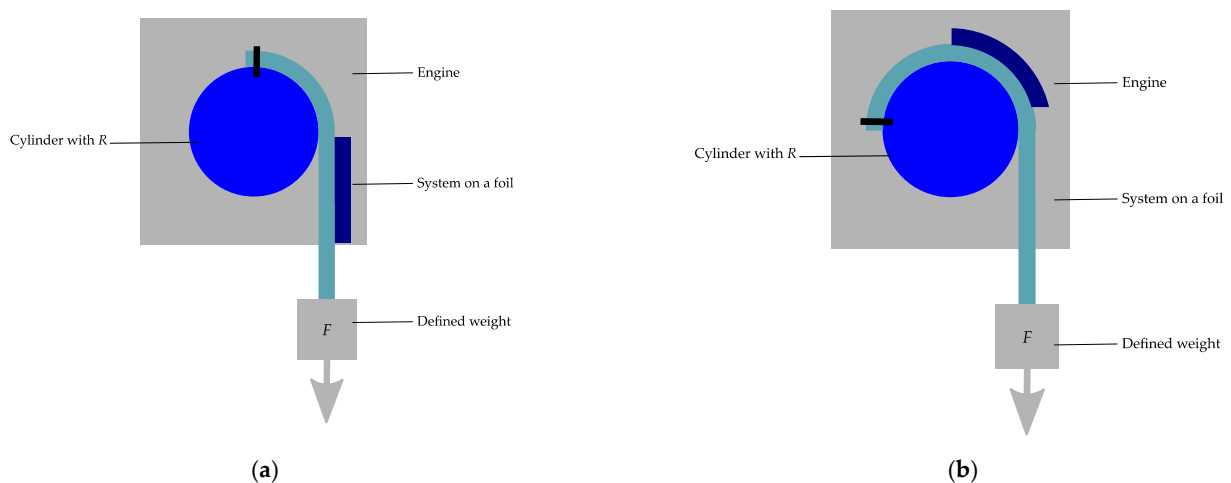 Engine
Cylinder with R
System on a foil
F
Defined weight
(a)
Engine
Cylinder with R
System on a foil
F
Defined weight
(b)